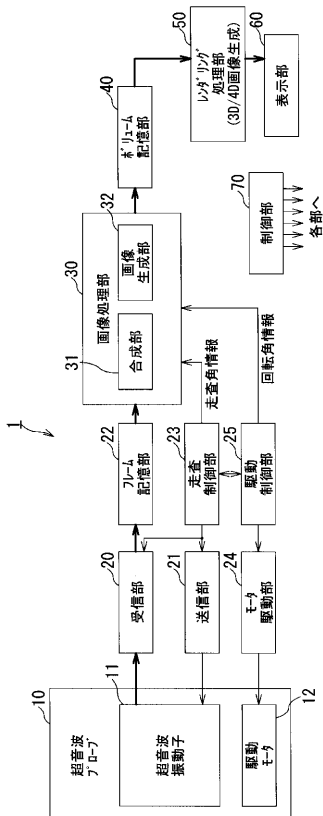 1
10
超音波
プローブ
11
超音波
振動子
駆動
モータ
12
20
受信部
21
送信部
24
モータ
駆動部
22
フレーム
記憶部
23
走査
制御部
25
駆動
制御部
走査角情報
回転角情報
30
画像処理部
31
合成部
32
画像
生成部
40
ボリューム
記憶部
50
レンダリング
処理部
(3D/4D画像生成)
60
表示部
70
制御部
各部へ